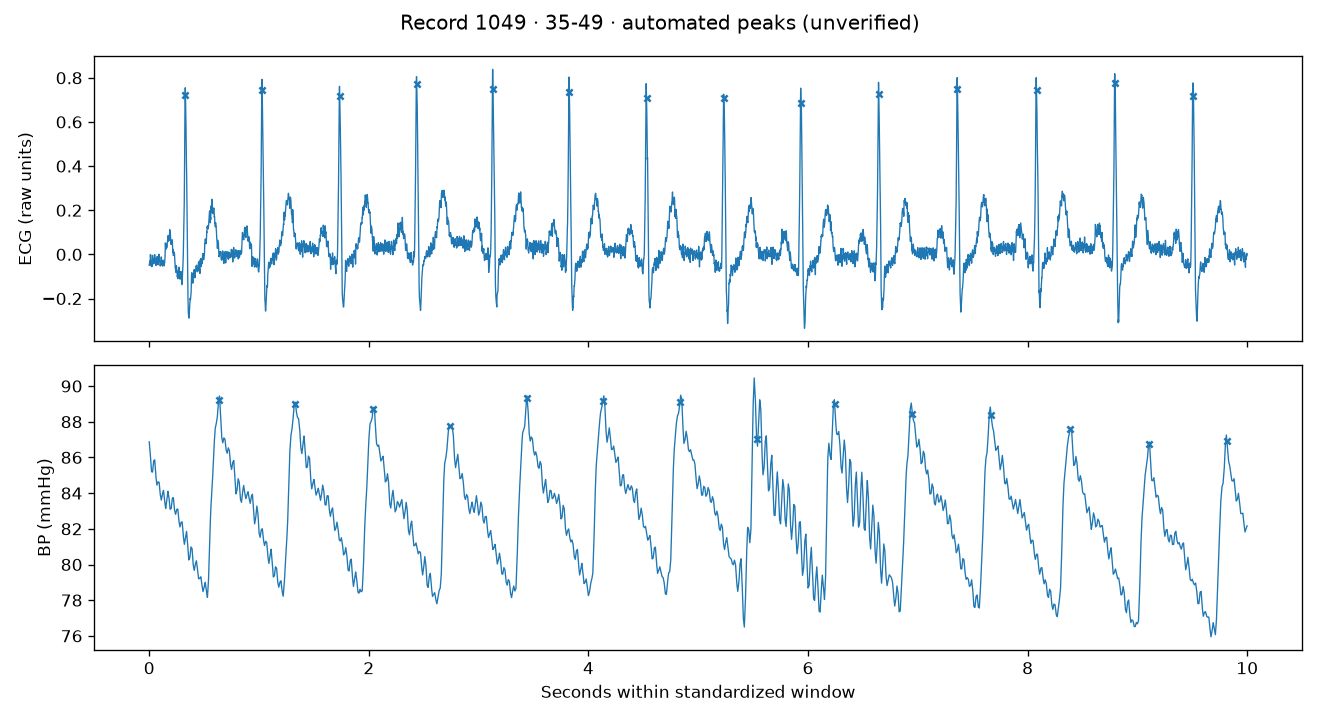 Record 1049 · 35-49 · automated peaks (unverified)
ECG (raw units)
0.8
0.6
0.4
0.2
0.0
−0.2
BP (mmHg)
90
88
86
84
82
80
78
76
0 2 4 6 8 10
Seconds within standardized window